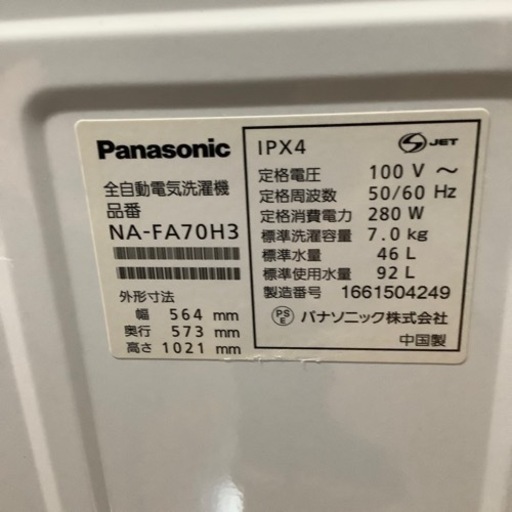 Panasonic
全自動電気洗濯機
品番
NA-FA70H3
外形寸法
幅 564 mm
奥行 573 mm
高さ 1021 mm
IPX4
S JET
定格電圧 100 V ～
定格周波数 50/60 Hz
定格消費電力 280 W
標準洗濯容量 7.0 kg
標準水量 46 L
標準使用水量 92 L
製造番号 1661504249
PS E パナソニック株式会社
中国製